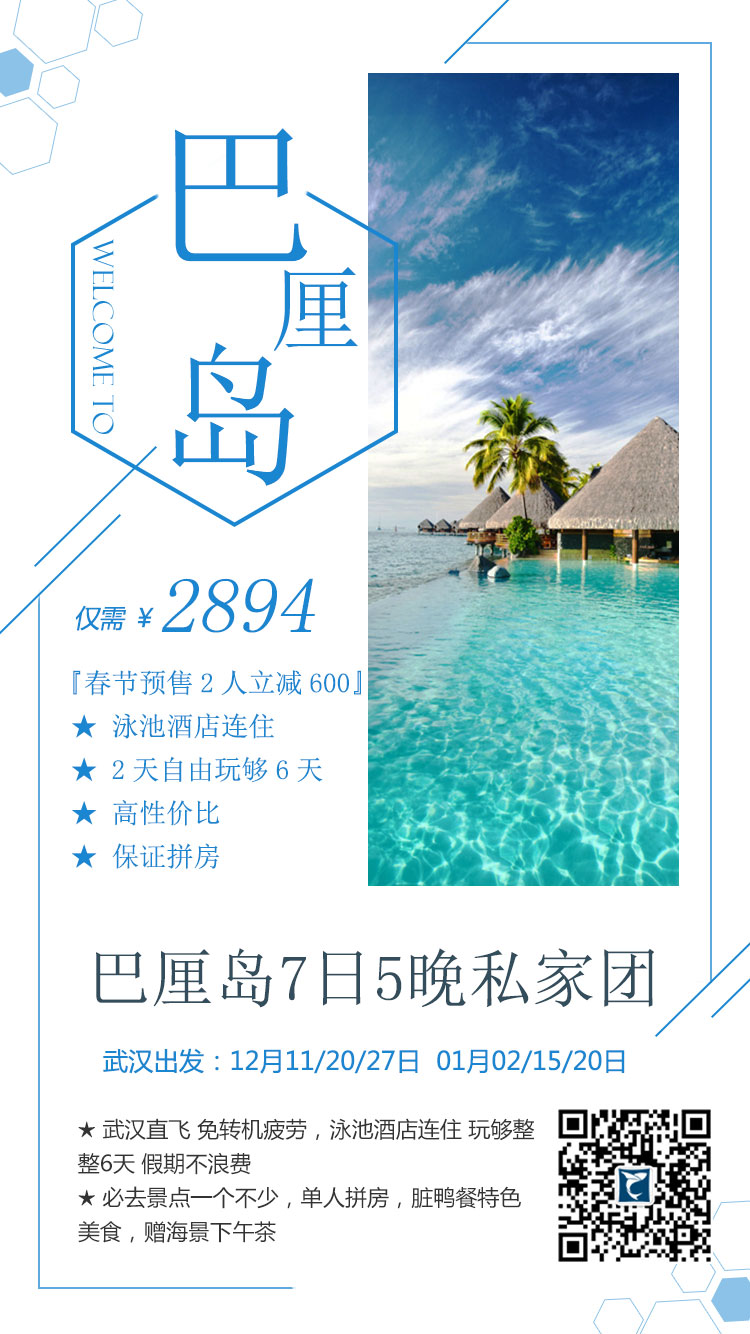 巴厘岛
WELCOME TO
仅需 ¥ 2894
『春节预售2人立减600』
★ 泳池酒店连住
★ 2天自由玩够6天
★ 高性价比
★ 保证拼房
巴厘岛7日5晚私家团
武汉出发：12月11/20/27日 01月02/15/20日
★ 武汉直飞 免转机疲劳，泳池酒店连住 玩够整
整6天 假期不浪费
★ 必去景点一个不少，单人拼房，脏鸭餐特色
美食，赠海景下午茶